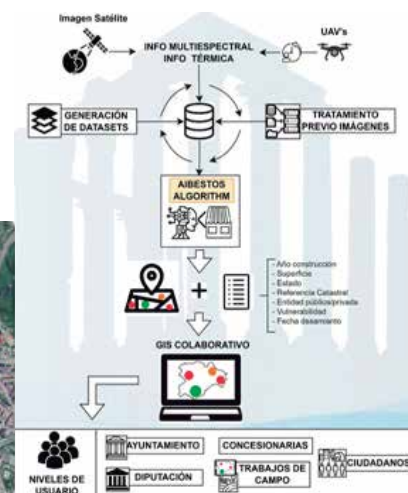 Imagen Satélite
UAV's
INFO MULTIESPECTRAL
INFO TÉRMICA
GENERACIÓN
DE DATASETS
TRATAMIENTO
PREVIO IMÁGENES
AIBESTOS
ALGORITHM
+
- Año construcción
- Superficie
- Estado
- Referencia Catastral
- Entidad público/privada
- Vulnerabilidad
- Fecha desamianto
GIS COLABORATIVO
NIVELES DE
USUARIO
AYUNTAMIENTO
DIPUTACIÓN
CONCESIONARIAS
TRABAJOS DE
CAMPO
CIUDADANOS